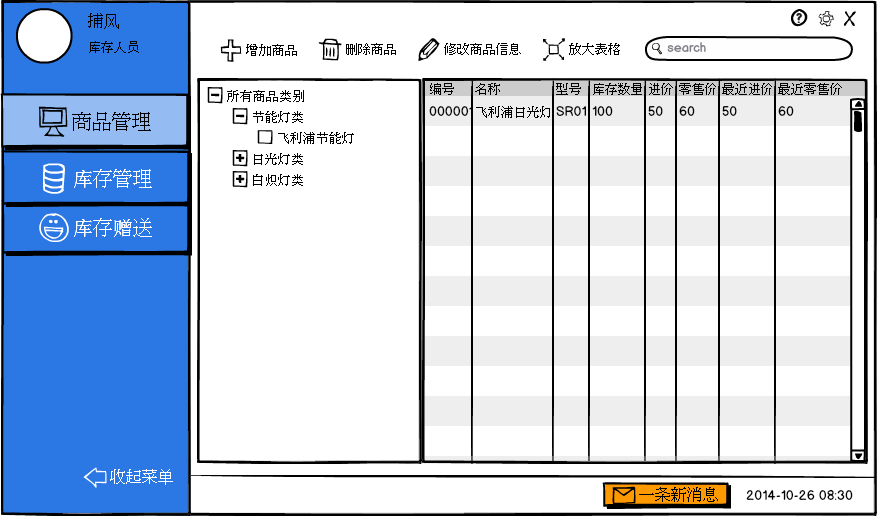 捕风
库存人员
商品管理
库存管理
库存赠送
收起菜单
?
增加商品 删除商品 修改商品信息 放大表格 search
所有商品类别
节能灯类
飞利浦节能灯
日光灯类
白炽灯类
编号 名称 型号 库存数量 进价 零售价 最近进价 最近零售价
000001 飞利浦日光灯 SR01 100 50 60 50 60
一条新消息 2014-10-26 08:30